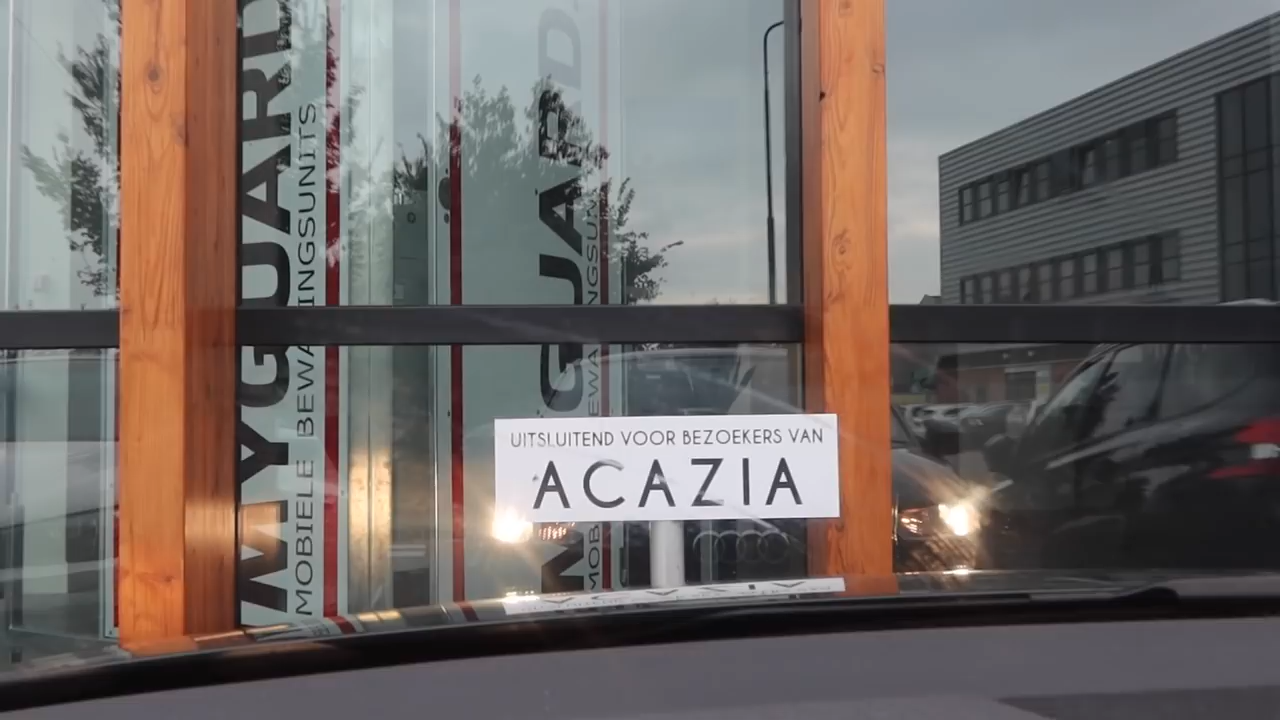 MYGUARD
MOBIELE BEWAKINGSUNITS
UITSLUITEND VOOR BEZOEKERS VAN
ACAZIA